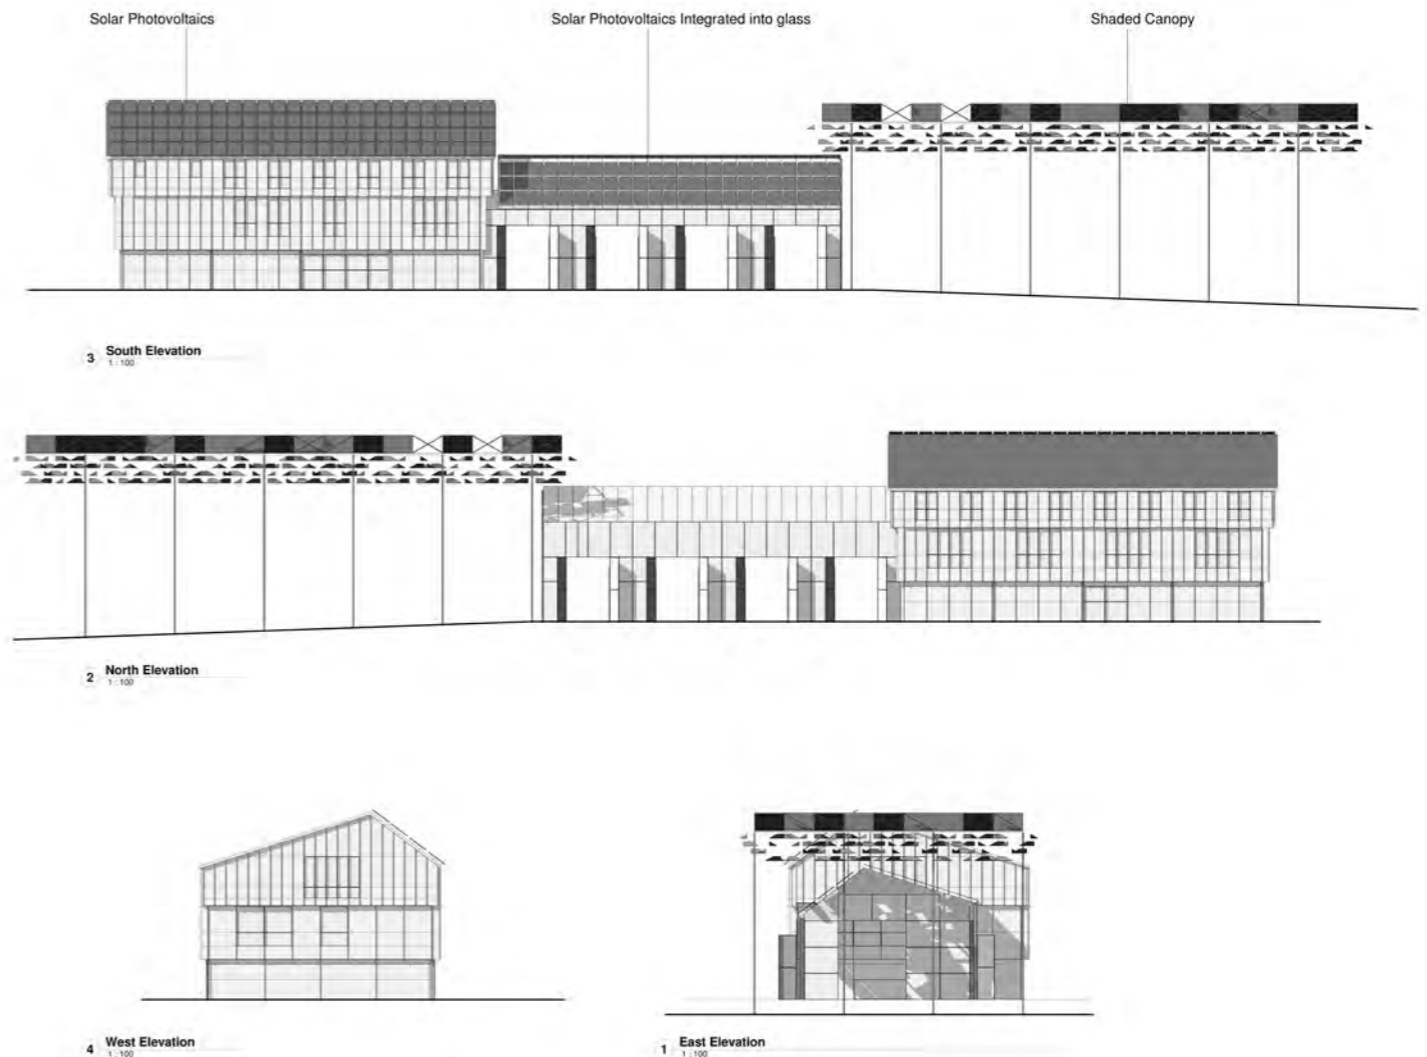 Solar Photovoltaics
Solar Photovoltaics Integrated into glass
Shaded Canopy
3 South Elevation
1 : 100
2 North Elevation
1 : 100
4 West Elevation
1 : 100
1 East Elevation
1 : 100